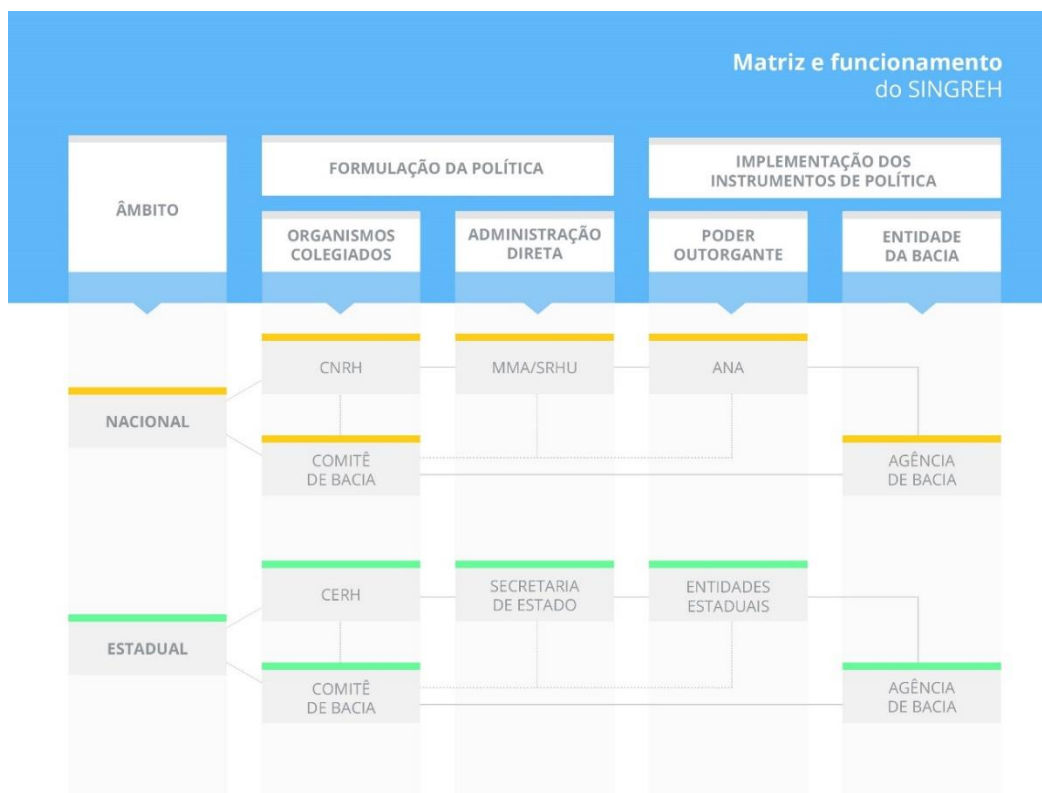 Matriz e funcionamento
do SINGREH
ÂMBITO
FORMULAÇÃO DA POLÍTICA
IMPLEMENTAÇÃO DOS
INSTRUMENTOS DE POLÍTICA
ORGANISMOS
COLEGIADOS
ADMINISTRAÇÃO
DIRETA
PODER
OUTORGANTE
ENTIDADE
DA BACIA
NACIONAL
CNRH
MMA/SRHU
ANA
COMITÊ
DE BACIA
AGÊNCIA
DE BACIA
ESTADUAL
CERH
SECRETARIA
DE ESTADO
ENTIDADES
ESTADUAIS
COMITÊ
DE BACIA
AGÊNCIA
DE BACIA